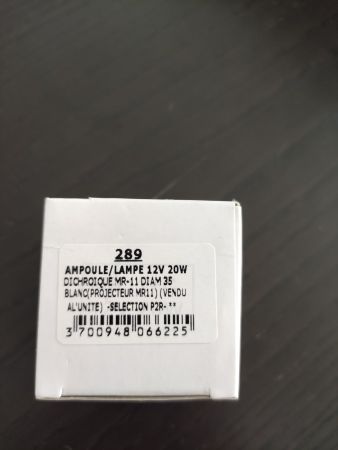 289
AMPOULE/LAMPE 12V 20W
DICHROIQUE MR-11 DIAM 35
BLANC(PROJECTEUR MR11) (VENDU
AL'UNITE) -SELECTION P2R- **
3 700948 066225